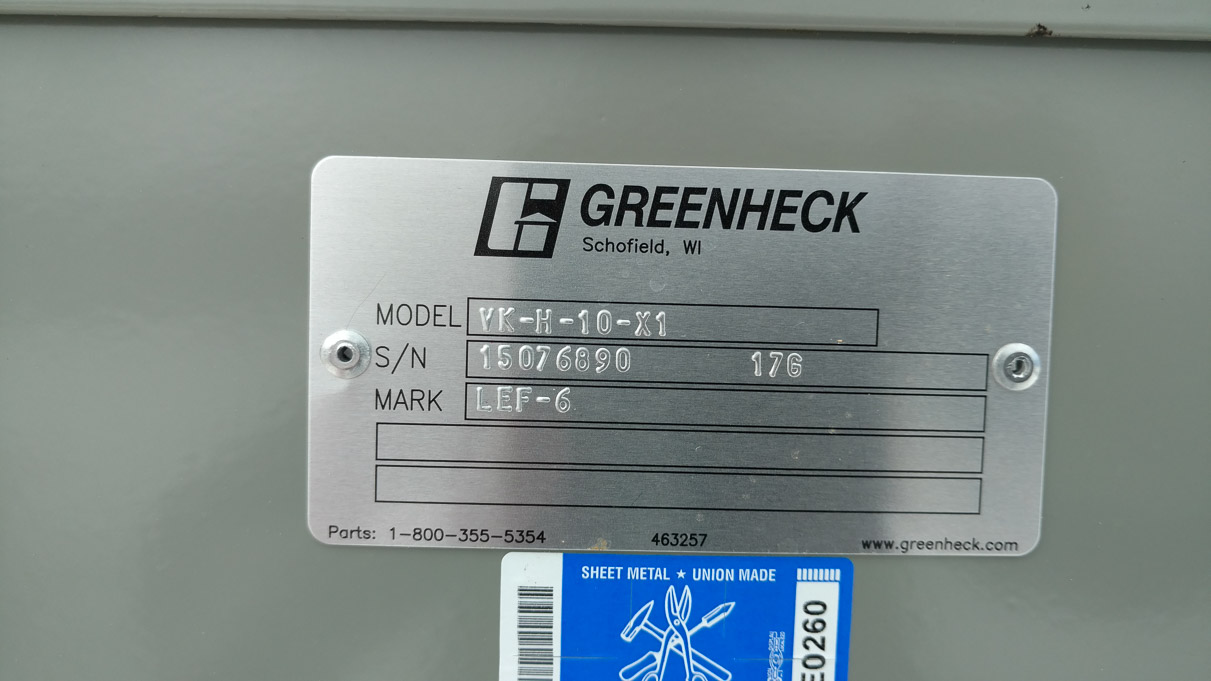 GREENHECK
Schofield, WI
MODEL VK-H-10-X1
S/N 15076890 17G
MARK LEF-6
Parts: 1-800-355-5354 463257 www.greenheck.com
SHEET METAL ★ UNION MADE
E0260